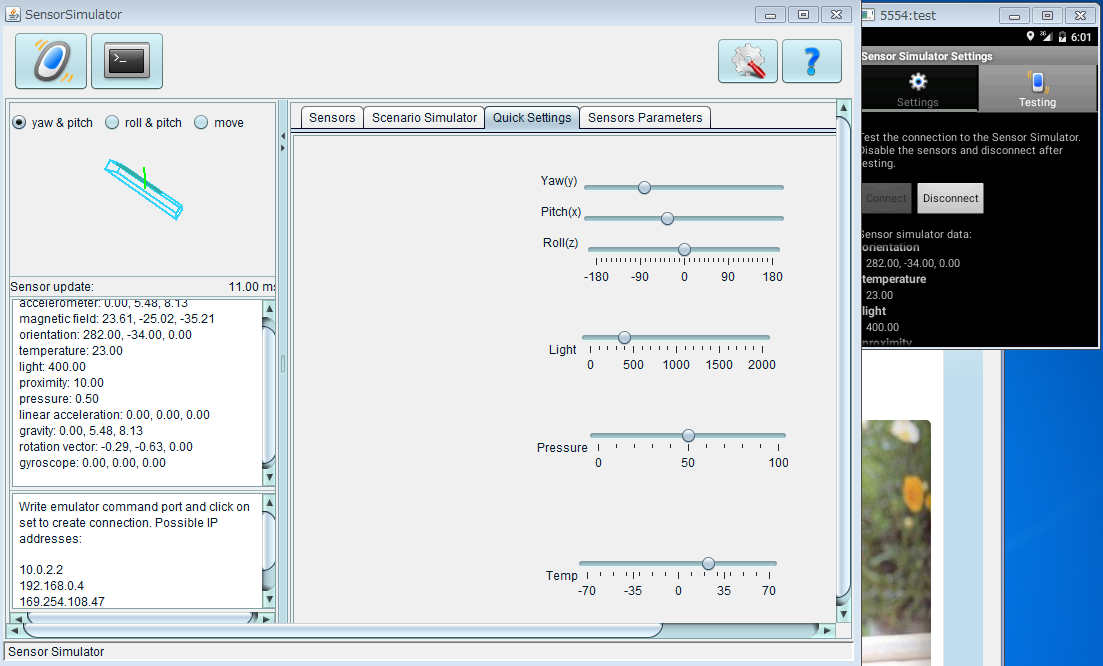 SensorSimulator
yaw & pitch
roll & pitch
move
Sensor update:
11.00 ms
accelerometer: 0.00, 5.48, 8.13
magnetic field: 23.61, -25.02, -35.21
orientation: 282.00, -34.00, 0.00
temperature: 23.00
light: 400.00
proximity: 10.00
pressure: 0.50
linear acceleration: 0.00, 0.00, 0.00
gravity: 0.00, 5.48, 8.13
rotation vector: -0.29, -0.63, 0.00
gyroscope: 0.00, 0.00, 0.00
Write emulator command port and click on
set to create connection. Possible IP
addresses:
10.0.2.2
192.168.0.4
169.254.108.47
Sensors
Scenario Simulator
Quick Settings
Sensors Parameters
Yaw(y)
Pitch(x)
Roll(z)
-180 -90 0 90 180
Light
0 500 1000 1500 2000
Pressure
0 50 100
Temp
-70 -35 0 35 70
Sensor Simulator
5554:test
36 6:01
Sensor Simulator Settings
Settings
Testing
Test the connection to the Sensor Simulator.
Disable the sensors and disconnect after
testing.
Connect
Disconnect
Sensor simulator data:
orientation
282.00, -34.00, 0.00
temperature
23.00
light
400.00
proximity